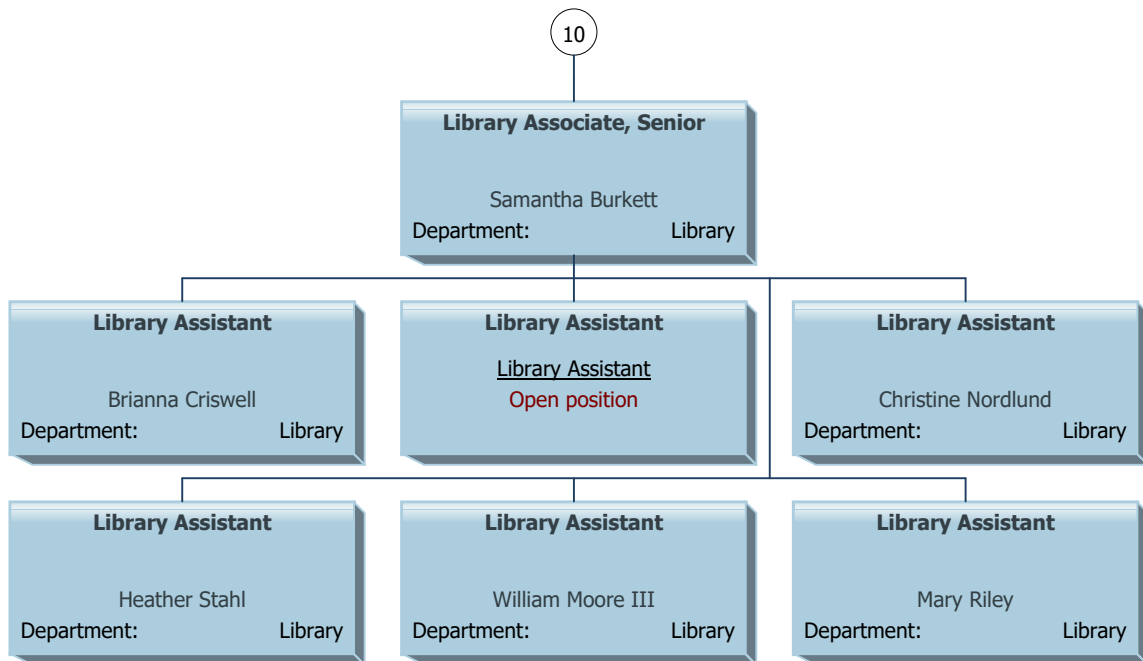 10
Library Associate, Senior
Samantha Burkett
Department: Library
Library Assistant
Brianna Criswell
Department: Library
Library Assistant
Library Assistant
Open position
Library Assistant
Christine Nordlund
Department: Library
Library Assistant
Heather Stahl
Department: Library
Library Assistant
William Moore III
Department: Library
Library Assistant
Mary Riley
Department: Library